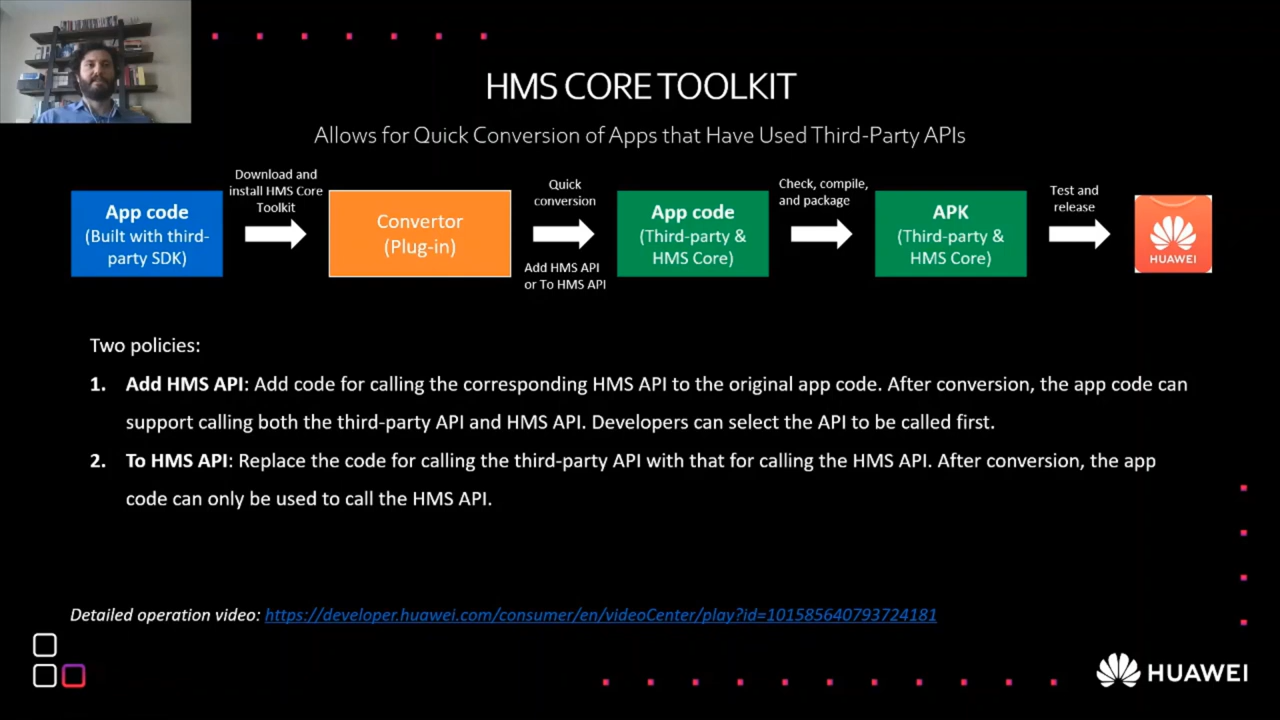 HMS CORE TOOLKIT
Allows for Quick Conversion of Apps that Have Used Third-Party APIs
App code
(Built with third-
party SDK)
Download and
install HMS Core
Toolkit
Convertor
(Plug-in)
Quick
conversion
Add HMS API
or To HMS API
App code
(Third-party &
HMS Core)
Check, compile,
and package
APK
(Third-party &
HMS Core)
Test and
release
HUAWEI
Two policies:
1. Add HMS API: Add code for calling the corresponding HMS API to the original app code. After conversion, the app code can
support calling both the third-party API and HMS API. Developers can select the API to be called first.
2. To HMS API: Replace the code for calling the third-party API with that for calling the HMS API. After conversion, the app
code can only be used to call the HMS API.
Detailed operation video: https://developer.huawei.com/consumer/en/videoCenter/play?id=101585640793724181
HUAWEI